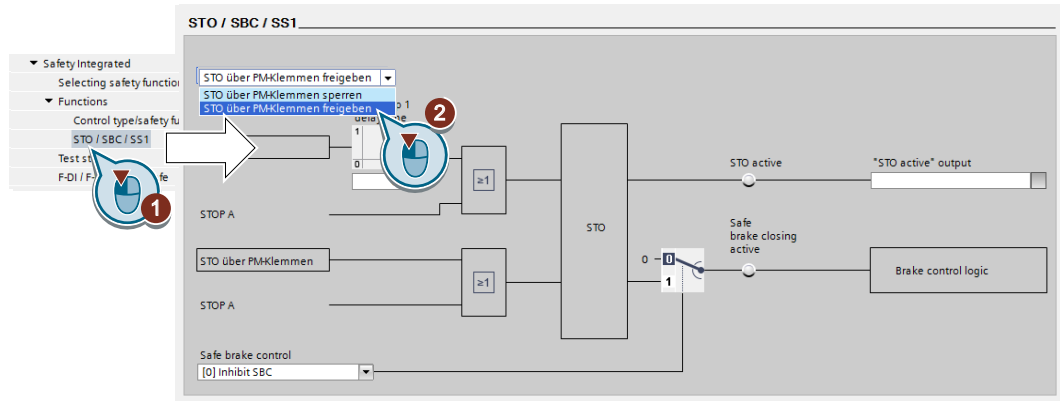 STO / SBC / SS1
Safety Integrated
Selecting safety function
Functions
Control type/safety fu
STO / SBC / SS1
Test st
F-DI / F- fe
1
STO über PM-Klemmen freigeben
STO über PM-Klemmen sperren
STO über PM-Klemmen freigeben
2
1
delay time
1
0
≥1
STOP A
STO über PM-Klemmen
≥1
STOP A
STO
STO active
"STO active" output
Safe
brake closing
active
0
0
1
Brake control logic
Safe brake control
[0] Inhibit SBC